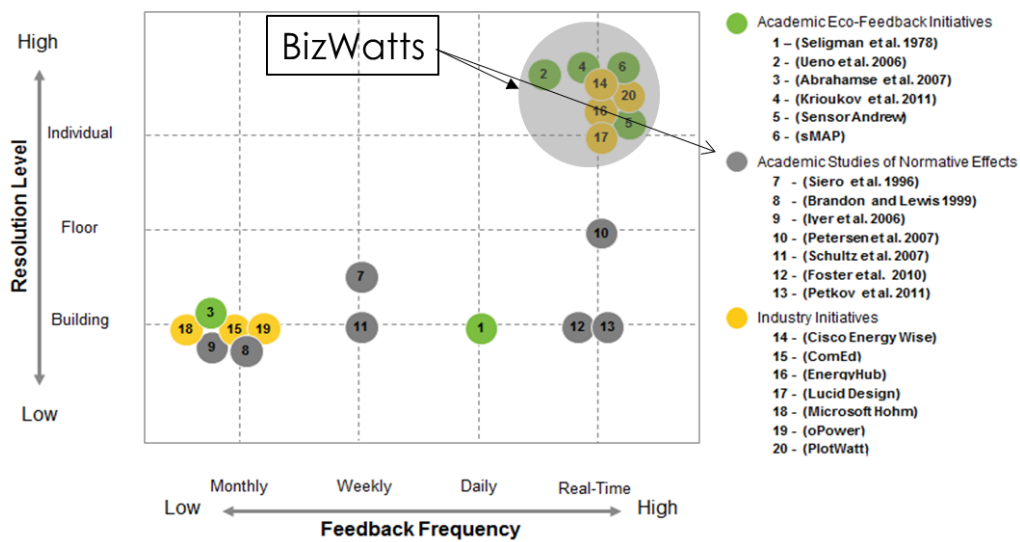 High
Individual
Floor
Building
Low
Resolution Level
BizWatts
2
4
6
14
20
16
5
17
10
7
3
18
15
19
11
1
12
13
9
8
Monthly
Weekly
Daily
Real-Time
Low
High
Feedback Frequency
Academic Eco-Feedback Initiatives
1 – (Seligman et al. 1978)
2 - (Ueno et al. 2006)
3 - (Abrahamse et al. 2007)
4 - (Krioukov et al. 2011)
5 - (Sensor Andrew)
6 - (sMAP)
Academic Studies of Normative Effects
7 - (Siero et al. 1996)
8 - (Brandon and Lewis 1999)
9 - (Iyer et al. 2006)
10 - (Petersen et al. 2007)
11 - (Schultz et al. 2007)
12 - (Foster et al. 2010)
13 - (Petkov et al. 2011)
Industry Initiatives
14 - (Cisco Energy Wise)
15 - (ComEd)
16 - (EnergyHub)
17 - (Lucid Design)
18 - (Microsoft Hohm)
19 - (oPower)
20 - (PlotWatt)